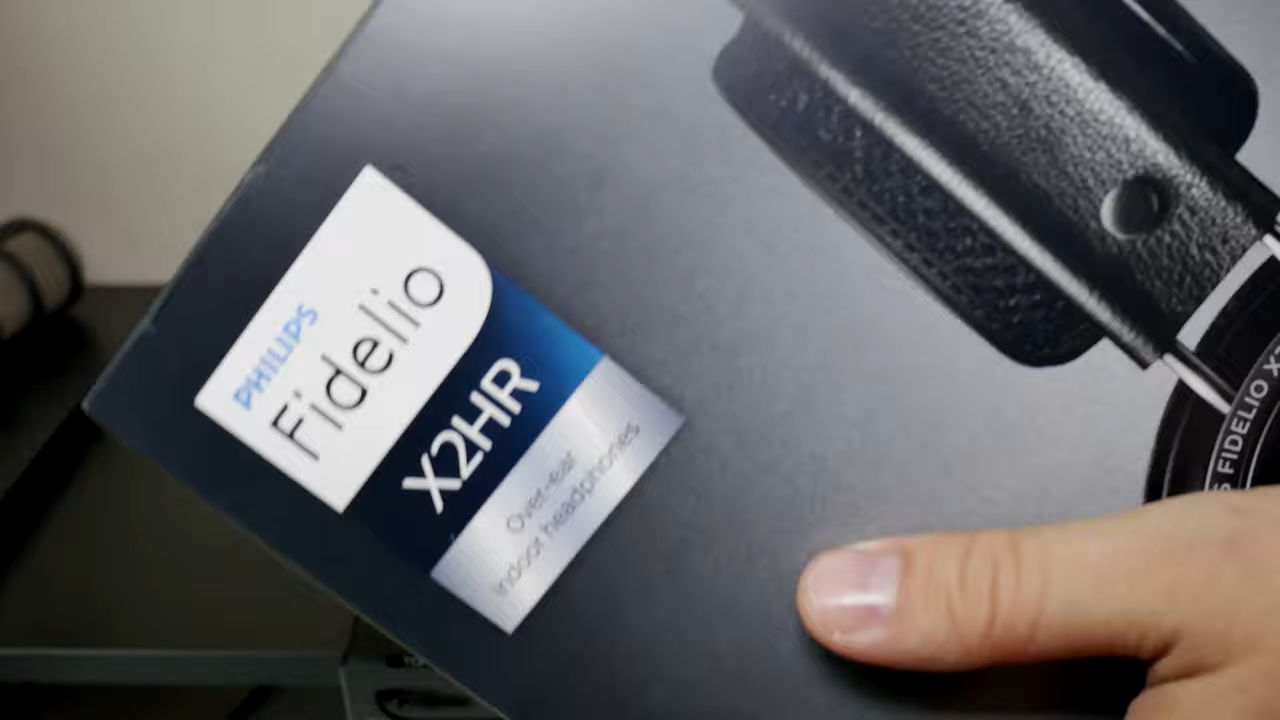 PHILIPS
Fidelio
X2HR
Over-ear
indoor headphones
FIDELIO